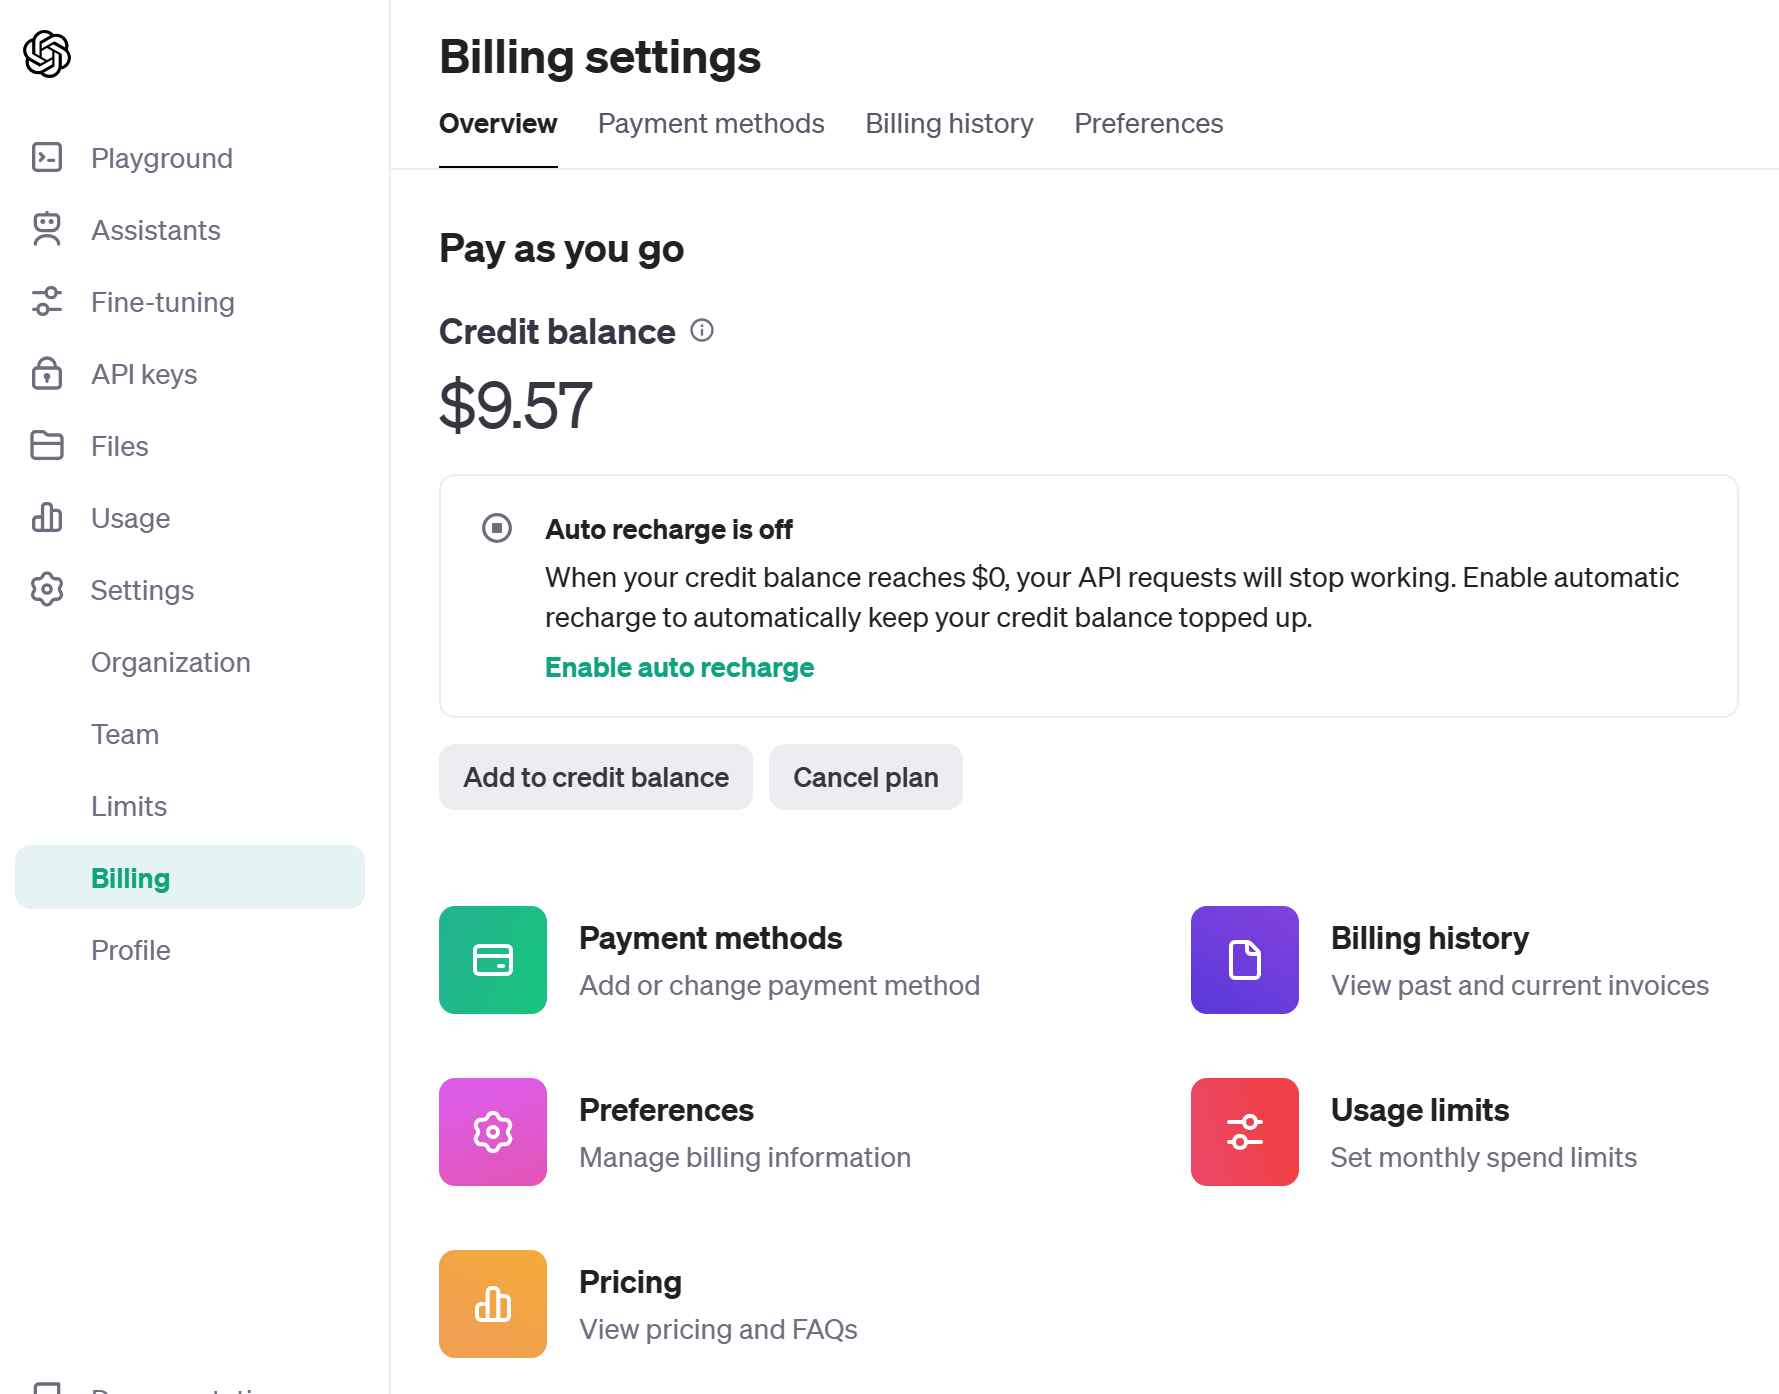 Playground
Assistants
Fine-tuning
API keys
Files
Usage
Settings
Organization
Team
Limits
Billing
Profile
Billing settings
Overview Payment methods Billing history Preferences
Pay as you go
Credit balance
$9.57
Auto recharge is off
When your credit balance reaches $0, your API requests will stop working. Enable automatic
recharge to automatically keep your credit balance topped up.
Enable auto recharge
Add to credit balance Cancel plan
Payment methods
Add or change payment method
Billing history
View past and current invoices
Preferences
Manage billing information
Usage limits
Set monthly spend limits
Pricing
View pricing and FAQs